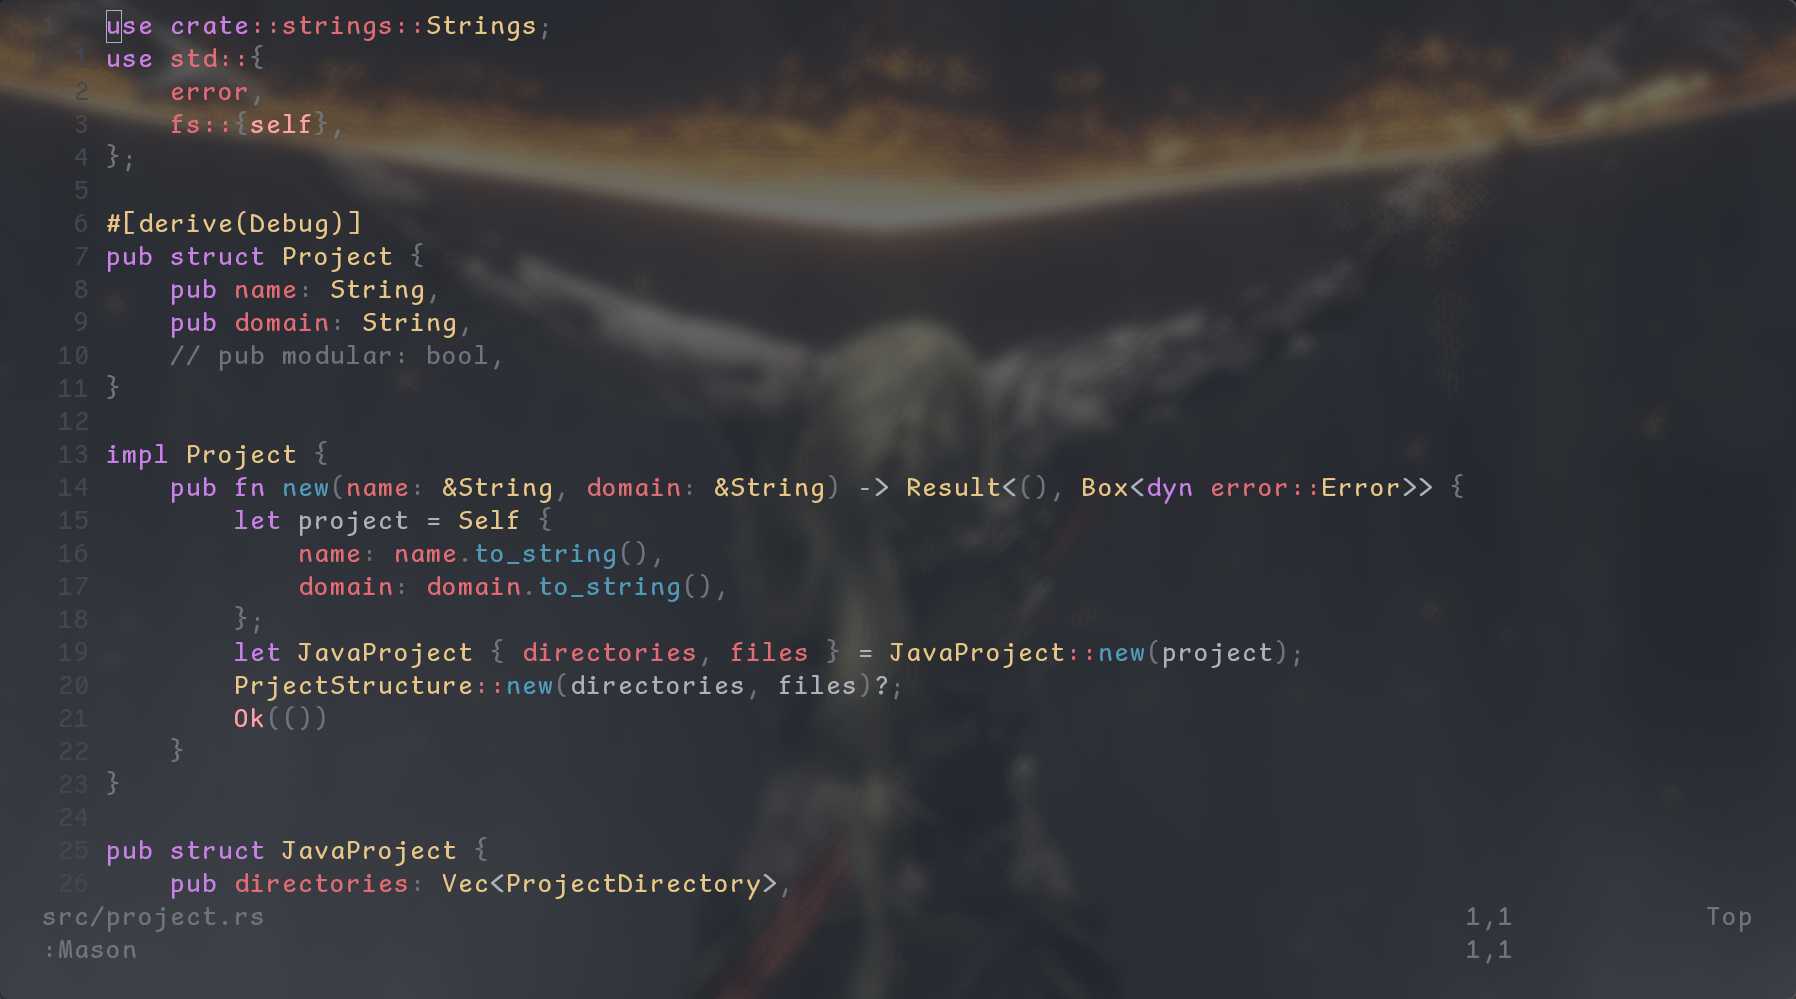 1 use crate::strings::Strings;
1 use std::{
2 error,
3 fs::{self},
4 };
5
6 #[derive(Debug)]
7 pub struct Project {
8 pub name: String,
9 pub domain: String,
10 // pub modular: bool,
11 }
12
13 impl Project {
14 pub fn new(name: &String, domain: &String) -> Result<(), Box<dyn error::Error>> {
15 let project = Self {
16 name: name.to_string(),
17 domain: domain.to_string(),
18 };
19 let JavaProject { directories, files } = JavaProject::new(project);
20 PrjectStructure::new(directories, files)?;
21 Ok(())
22 }
23 }
24
25 pub struct JavaProject {
26 pub directories: Vec<ProjectDirectory>,
src/project.rs 1,1 Top
:Mason 1,1